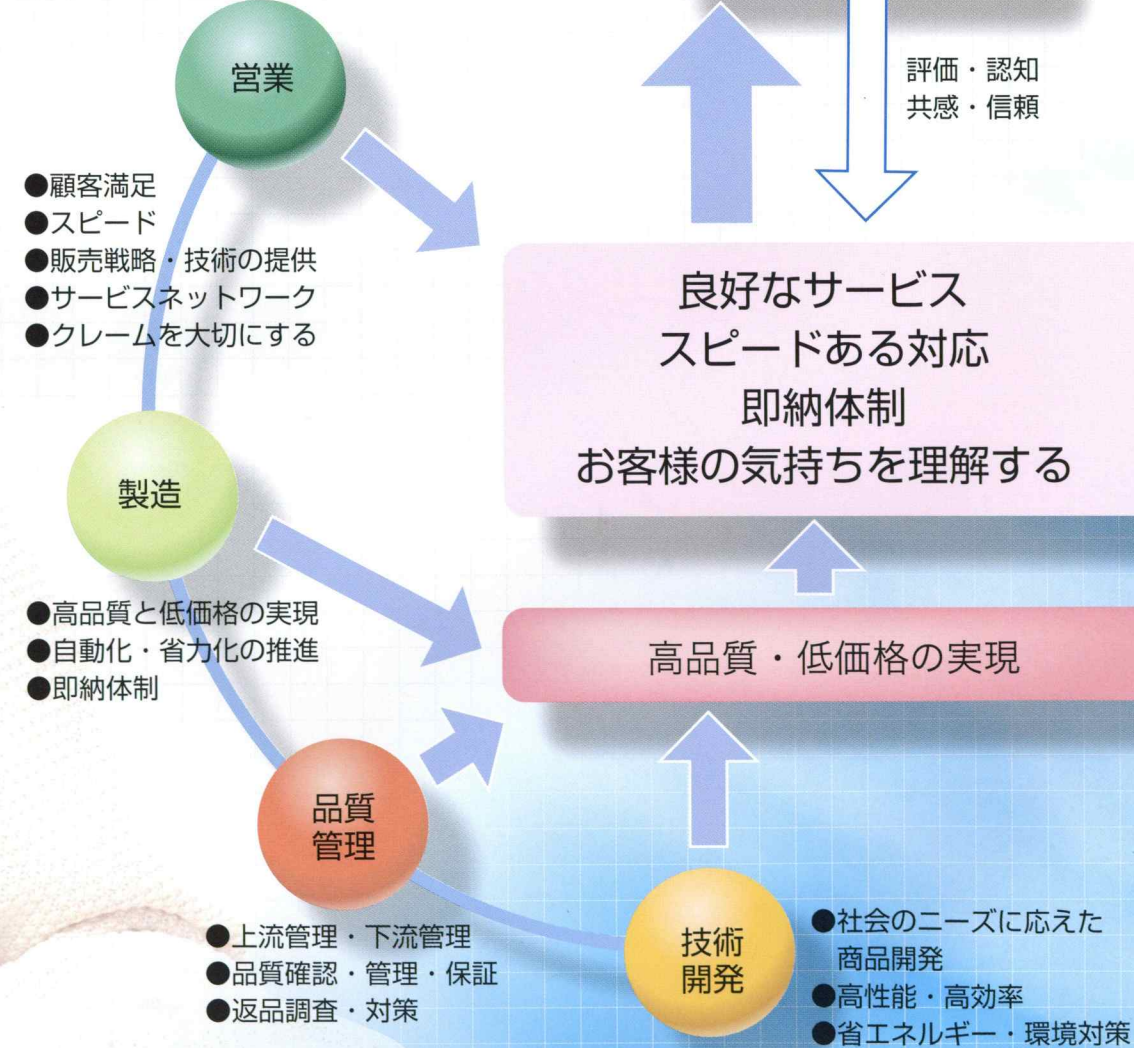 営業
評価・認知
共感・信頼
●顧客満足
●スピード
●販売戦略・技術の提供
●サービスネットワーク
●クレームを大切にする
良好なサービス
スピードある対応
即納体制
お客様の気持ちを理解する
製造
●高品質と低価格の実現
●自動化・省力化の推進
●即納体制
高品質・低価格の実現
品質
管理
●上流管理・下流管理
●品質確認・管理・保証
●返品調査・対策
技術
開発
●社会のニーズに応えた
商品開発
●高性能・高効率
●省エネルギー・環境対策